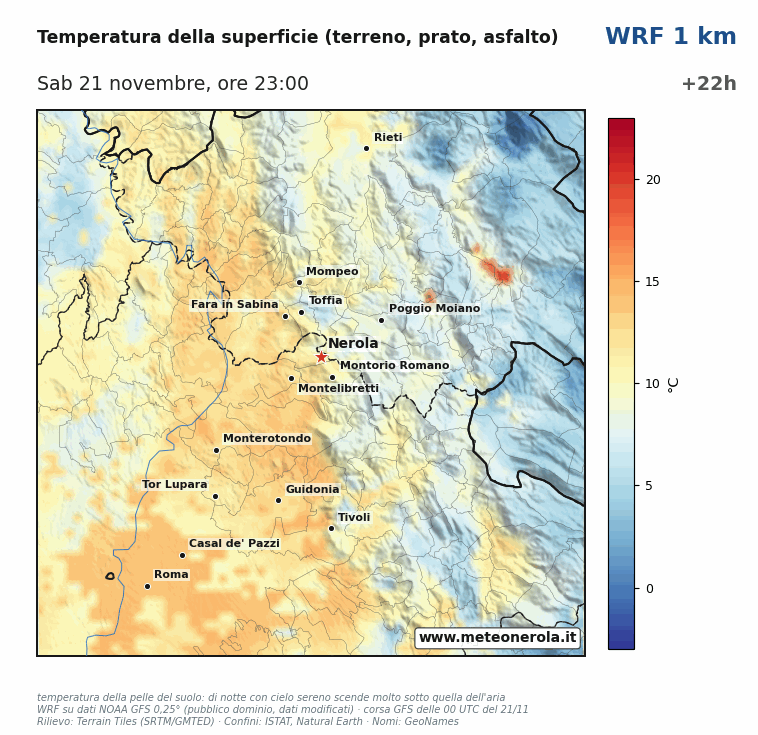 Temperatura della superficie (terreno, prato, asfalto)
WRF 1 km
Sab 21 novembre, ore 23:00
+22h
Rieti
Mompeo
Fara in Sabina
Toffia
Poggio Moiano
Nerola
Montorio Romano
Montelibretti
Monterotondo
Tor Lupara
Guidonia
Tivoli
Casal de' Pazzi
Roma
www.meteonerola.it
20
15
10
5
0
°C
temperatura della pelle del suolo: di notte con cielo sereno scende molto sotto quella dell'aria
WRF su dati NOAA GFS 0,25° (pubblico dominio, dati modificati) · corsa GFS delle 00 UTC del 21/11
Rilievo: Terrain Tiles (SRTM/GMTED) · Confini: ISTAT, Natural Earth · Nomi: GeoNames